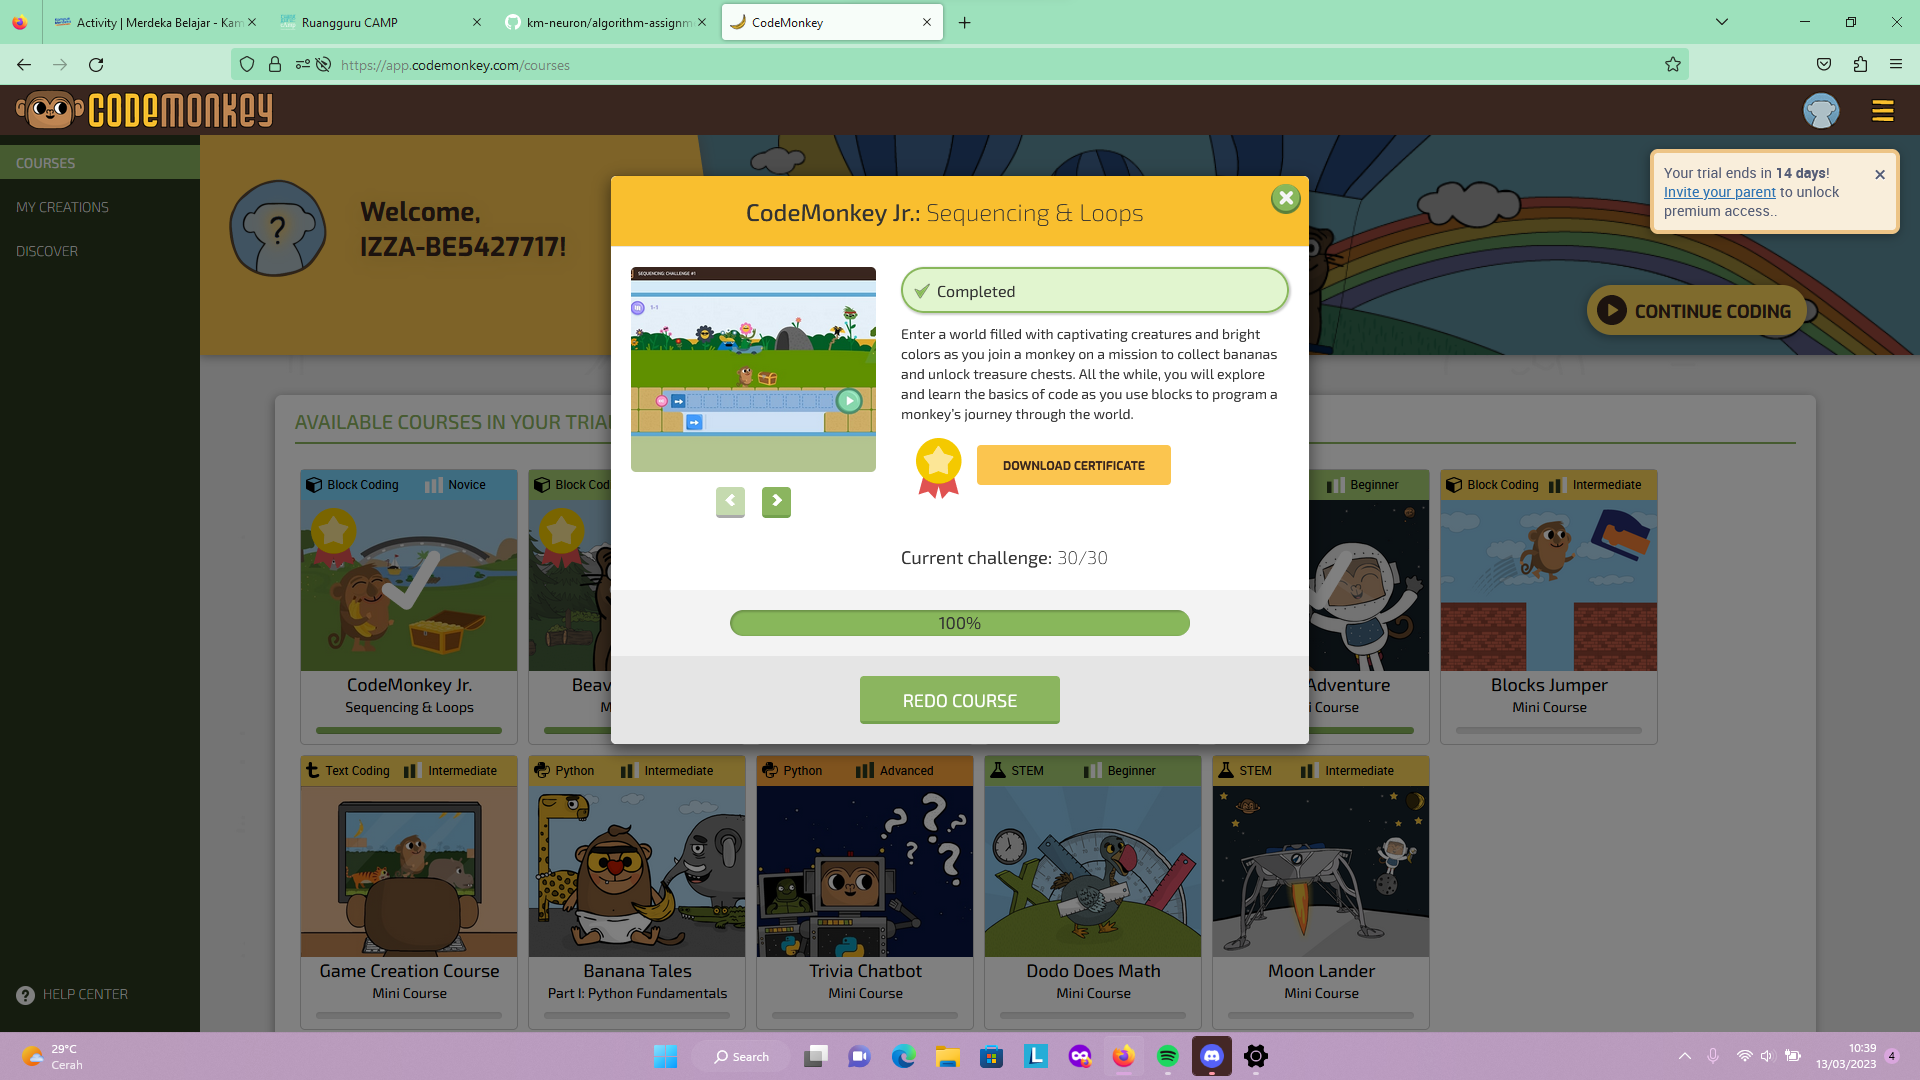 Activity | Merdeka Belajar - Kam
Ruangguru CAMP
km-neuron/algorithm-assignm
CodeMonkey
https://app.codemonkey.com/courses
CODEMONKEY
COURSES
MY CREATIONS
DISCOVER
HELP CENTER
Welcome,
IZZA-BE5427717!
Your trial ends in 14 days!
Invite your parent to unlock
premium access..
CONTINUE CODING
AVAILABLE COURSES IN YOUR TRIA
CodeMonkey Jr.: Sequencing & Loops
SEQUENCING: CHALLENGE #1
1-1
Completed
Enter a world filled with captivating creatures and bright
colors as you join a monkey on a mission to collect bananas
and unlock treasure chests. All the while, you will explore
and learn the basics of code as you use blocks to program a
monkey's journey through the world.
DOWNLOAD CERTIFICATE
Current challenge: 30/30
100%
REDO COURSE
Block Coding Novice
CodeMonkey Jr.
Sequencing & Loops
Block Cod
Beav
M
Beginner
Adventure
i Course
Block Coding Intermediate
Blocks Jumper
Mini Course
Text Coding Intermediate
Game Creation Course
Mini Course
Python Intermediate
Banana Tales
Part I: Python Fundamentals
Python Advanced
Trivia Chatbot
Mini Course
STEM Beginner
Dodo Does Math
Mini Course
STEM Intermediate
Moon Lander
Mini Course
29°C
Cerah
Search
10:39
13/03/2023
4